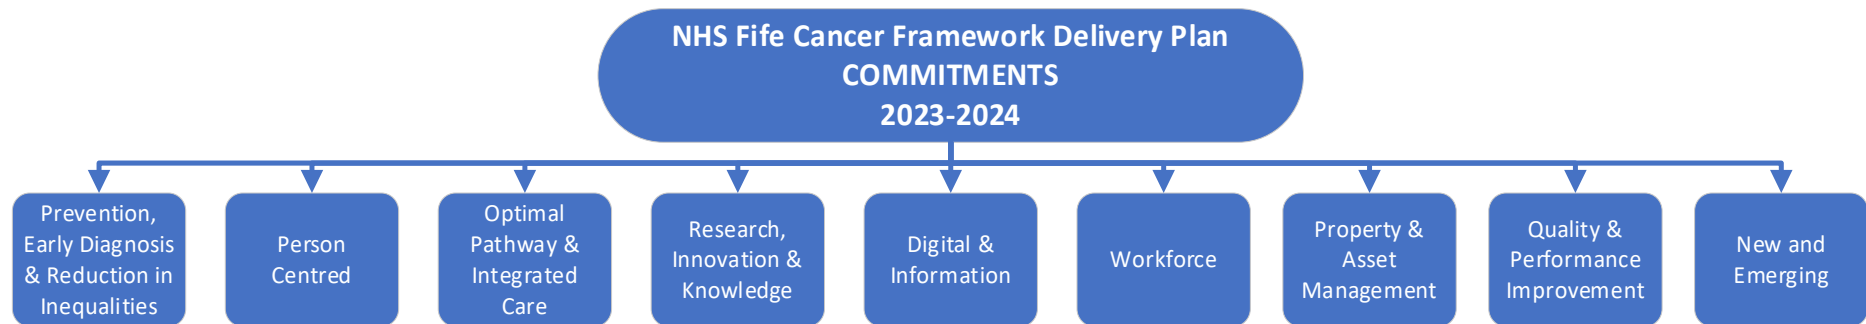 NHS Fife Cancer Framework Delivery Plan
COMMITMENTS
2023-2024
Prevention,
Early Diagnosis
& Reduction in
Inequalities
Person
Centred
Optimal
Pathway &
Integrated
Care
Research,
Innovation &
Knowledge
Digital &
Information
Workforce
Property &
Asset
Management
Quality &
Performance
Improvement
New and
Emerging